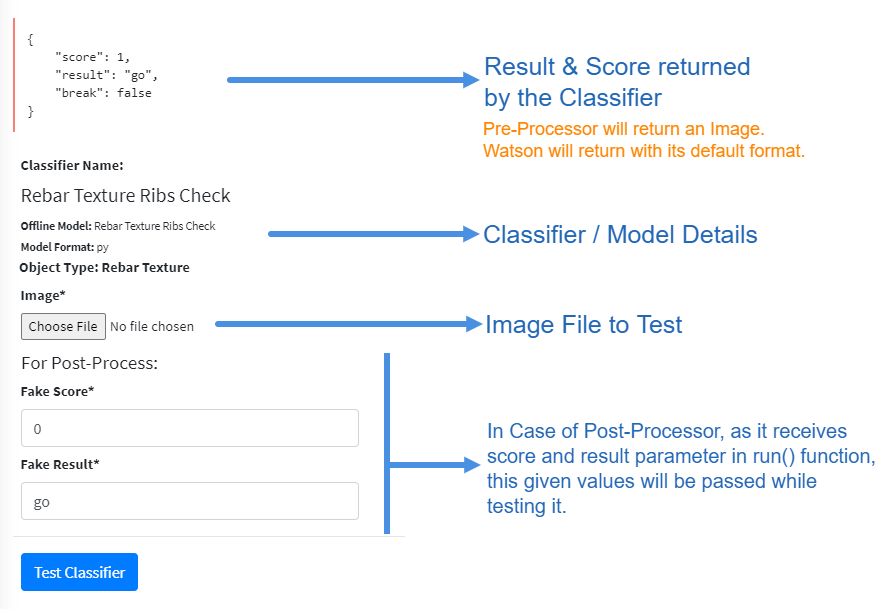 {
"score": 1,
"result": "go",
"break": false
}
Result & Score returned
by the Classifier
Pre-Processor will return an Image.
Watson will return with its default format.
Classifier Name:
Rebar Texture Ribs Check
Offline Model: Rebar Texture Ribs Check
Model Format: py
Object Type: Rebar Texture
Classifier / Model Details
Image*
Choose File No file chosen
Image File to Test
For Post-Process:
Fake Score*
0
Fake Result*
go
In Case of Post-Processor, as it receives
score and result parameter in run() function,
this given values will be passed while
testing it.
Test Classifier